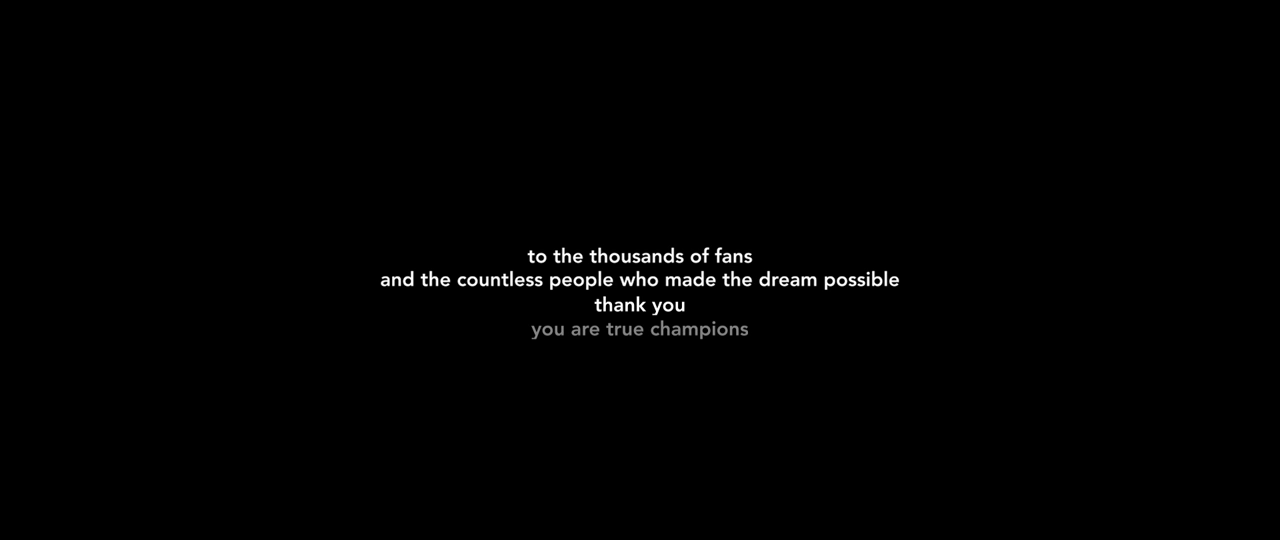 to the thousands of fans
and the countless people who made the dream possible
thank you
you are true champions